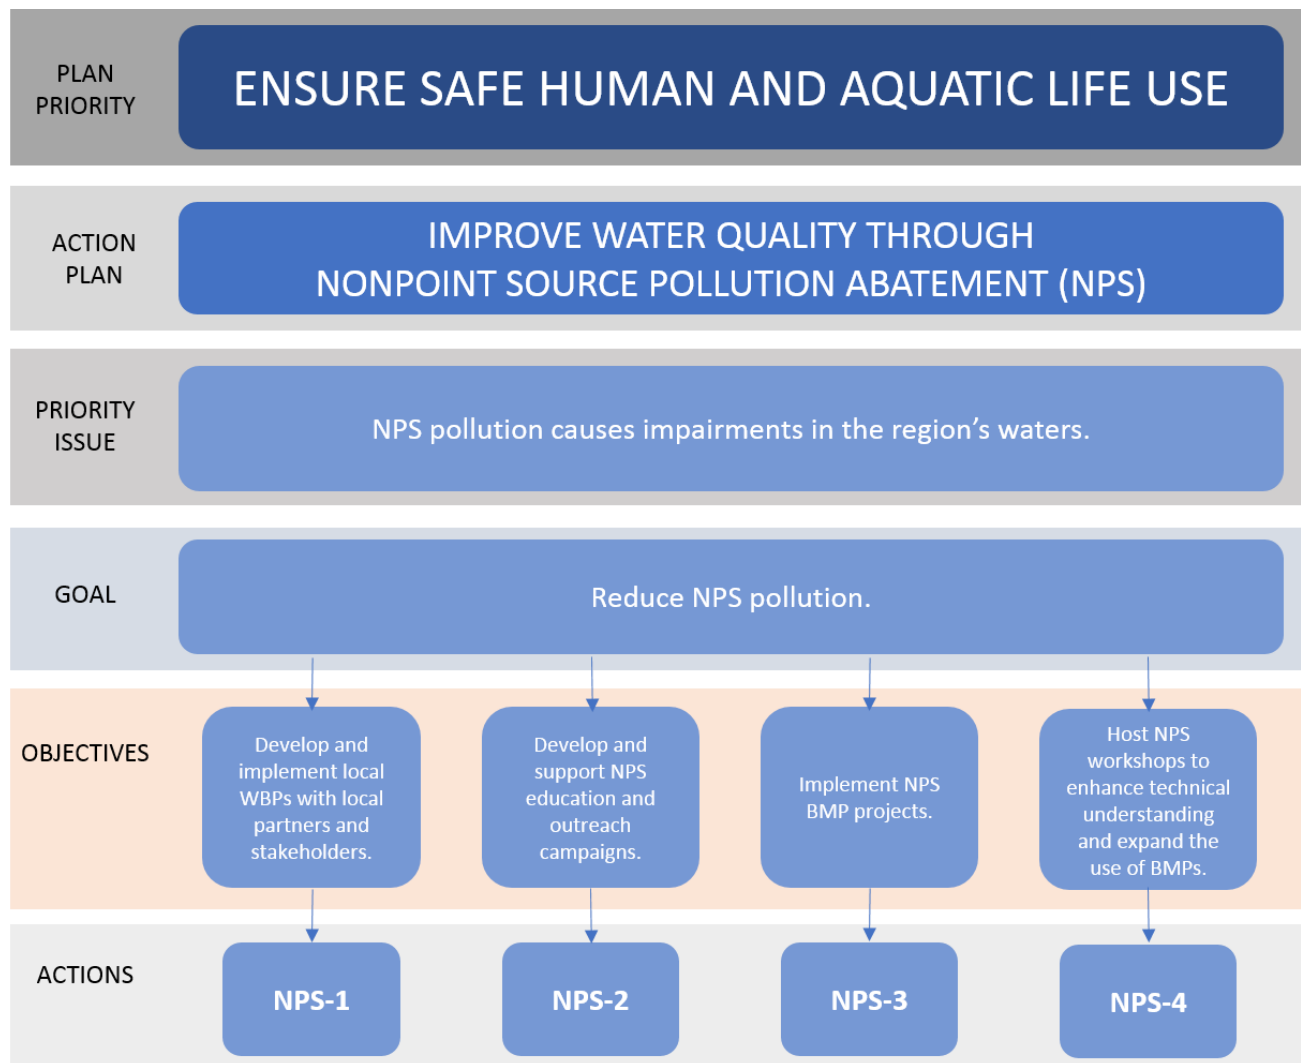 PLAN
PRIORITY
ENSURE SAFE HUMAN AND AQUATIC LIFE USE
ACTION
PLAN
IMPROVE WATER QUALITY THROUGH
NONPOINT SOURCE POLLUTION ABATEMENT (NPS)
PRIORITY
ISSUE
NPS pollution causes impairments in the region’s waters.
GOAL
Reduce NPS pollution.
OBJECTIVES
Develop and
implement local
WBPs with local
partners and
stakeholders.
Develop and
support NPS
education and
outreach
campaigns.
Implement NPS
BMP projects.
Host NPS
workshops to
enhance technical
understanding
and expand the
use of BMPs.
ACTIONS
NPS-1
NPS-2
NPS-3
NPS-4